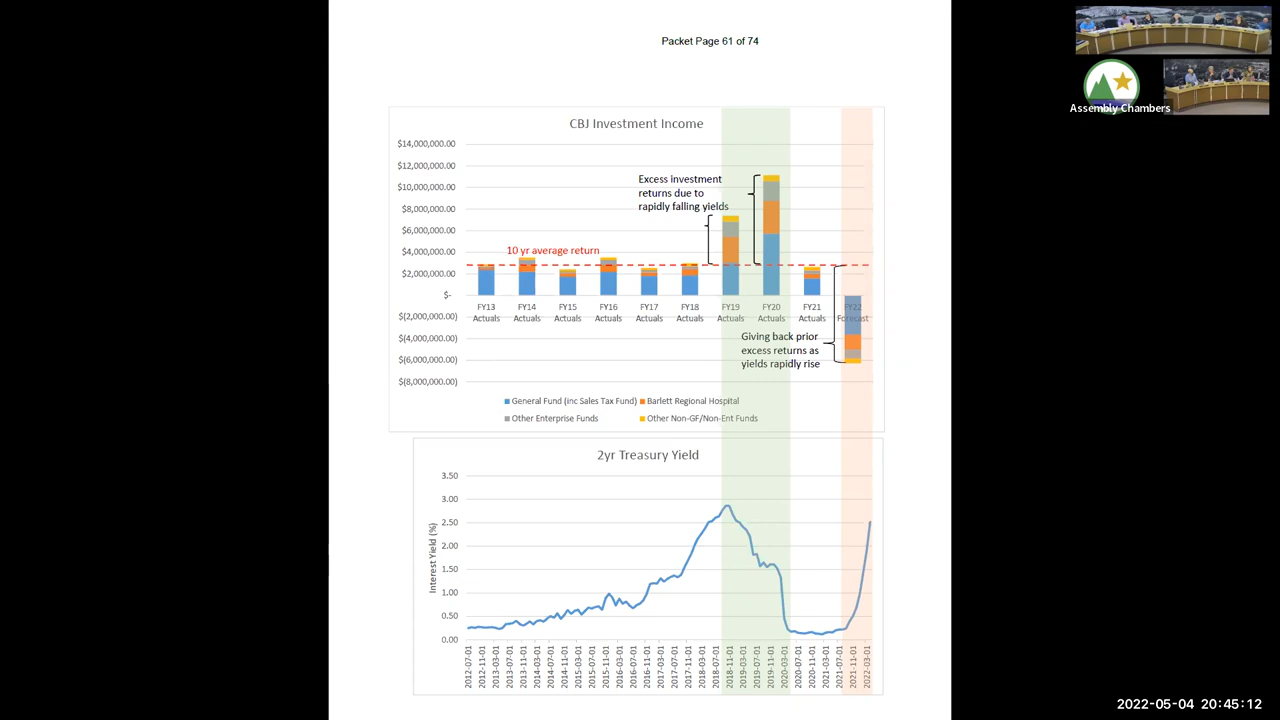 Packet Page 61 of 74
Assembly Chambers
CBJ Investment Income
$14,000,000.00
$12,000,000.00
$10,000,000.00
$8,000,000.00
$6,000,000.00
$4,000,000.00
$2,000,000.00
$-
$(2,000,000.00)
$(4,000,000.00)
$(6,000,000.00)
$(8,000,000.00)
Excess investment
returns due to
rapidly falling yields
10 yr average return
FY13 Actuals
FY14 Actuals
FY15 Actuals
FY16 Actuals
FY17 Actuals
FY18 Actuals
FY19 Actuals
FY20 Actuals
FY21 Actuals
FY22 Forecast
Giving back prior
excess returns as
yields rapidly rise
General Fund (inc Sales Tax Fund)
Barlett Regional Hospital
Other Enterprise Funds
Other Non-GF/Non-Ent Funds
2yr Treasury Yield
Interest Yield (%)
3.50
3.00
2.50
2.00
1.50
1.00
0.50
0.00
2012-07-01
2012-11-01
2013-03-01
2013-07-01
2013-11-01
2014-03-01
2014-07-01
2014-11-01
2015-03-01
2015-07-01
2015-11-01
2016-03-01
2016-07-01
2016-11-01
2017-03-01
2017-07-01
2017-11-01
2018-03-01
2018-07-01
2018-11-01
2019-03-01
2019-07-01
2019-11-01
2020-03-01
2020-07-01
2020-11-01
2021-03-01
2021-07-01
2021-11-01
2022-03-01
2022-05-04 20:45:12